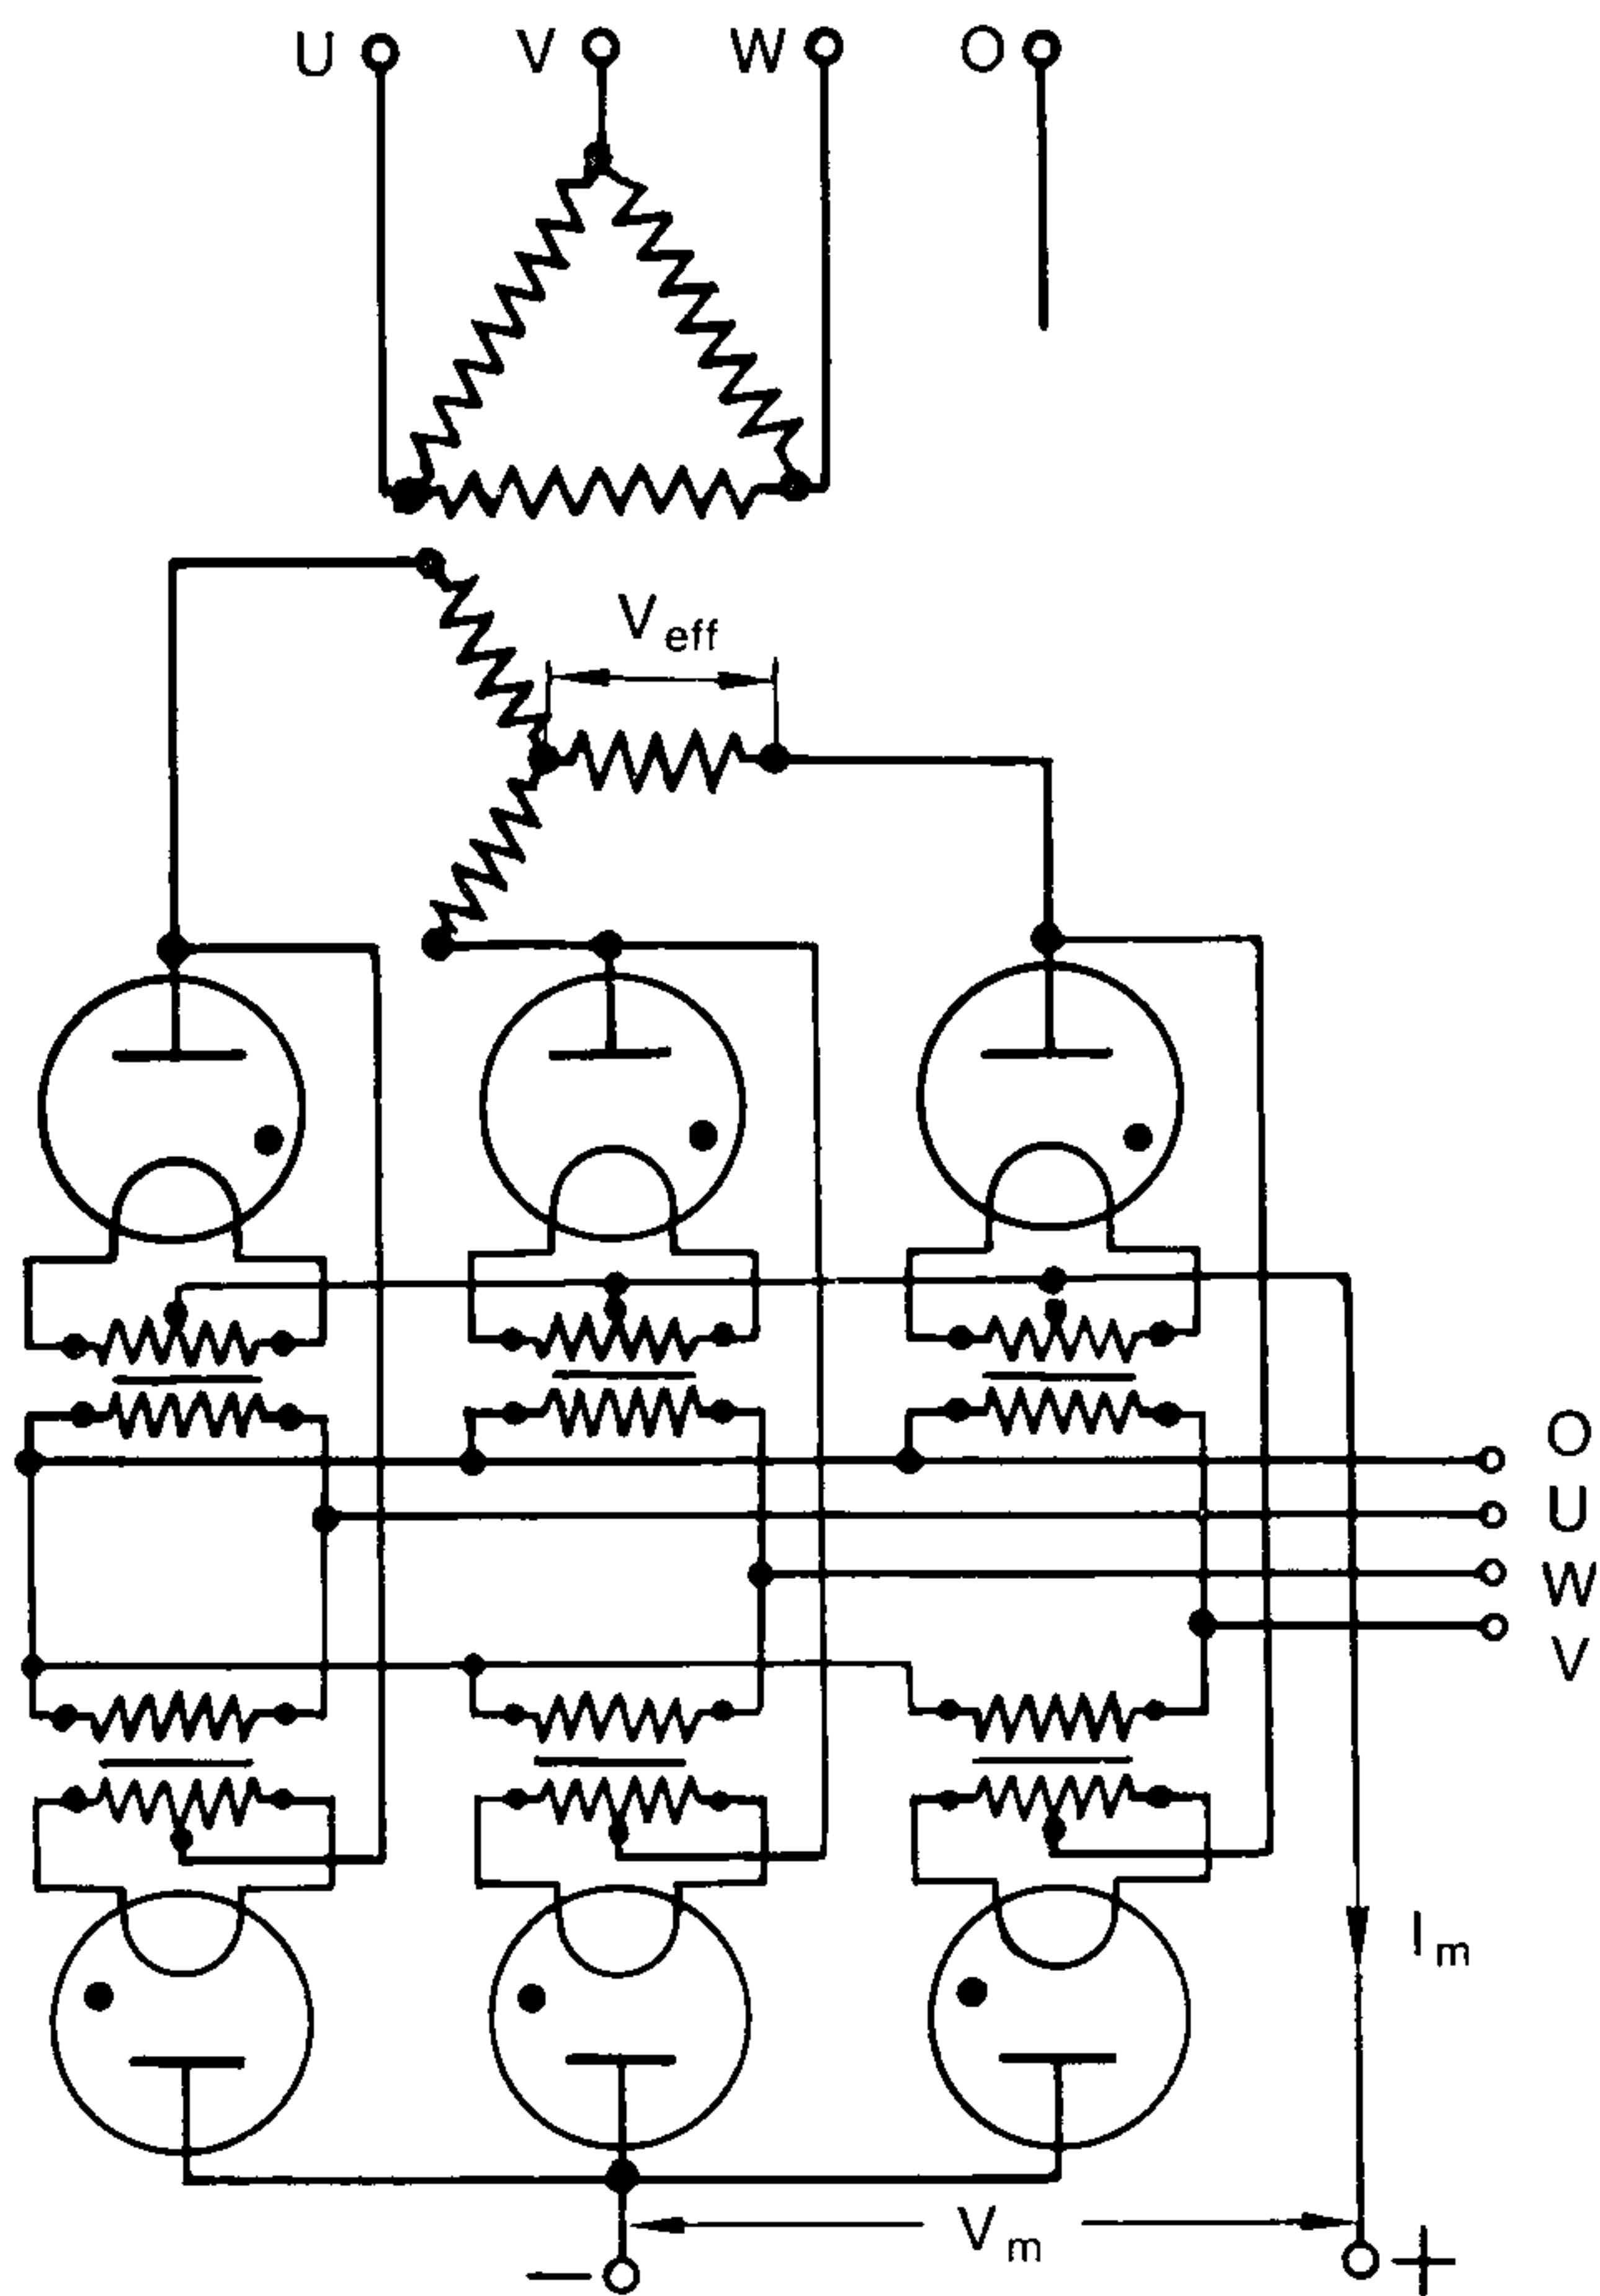 U V W O
V eff
O
U
W
V
I m
V m
− +